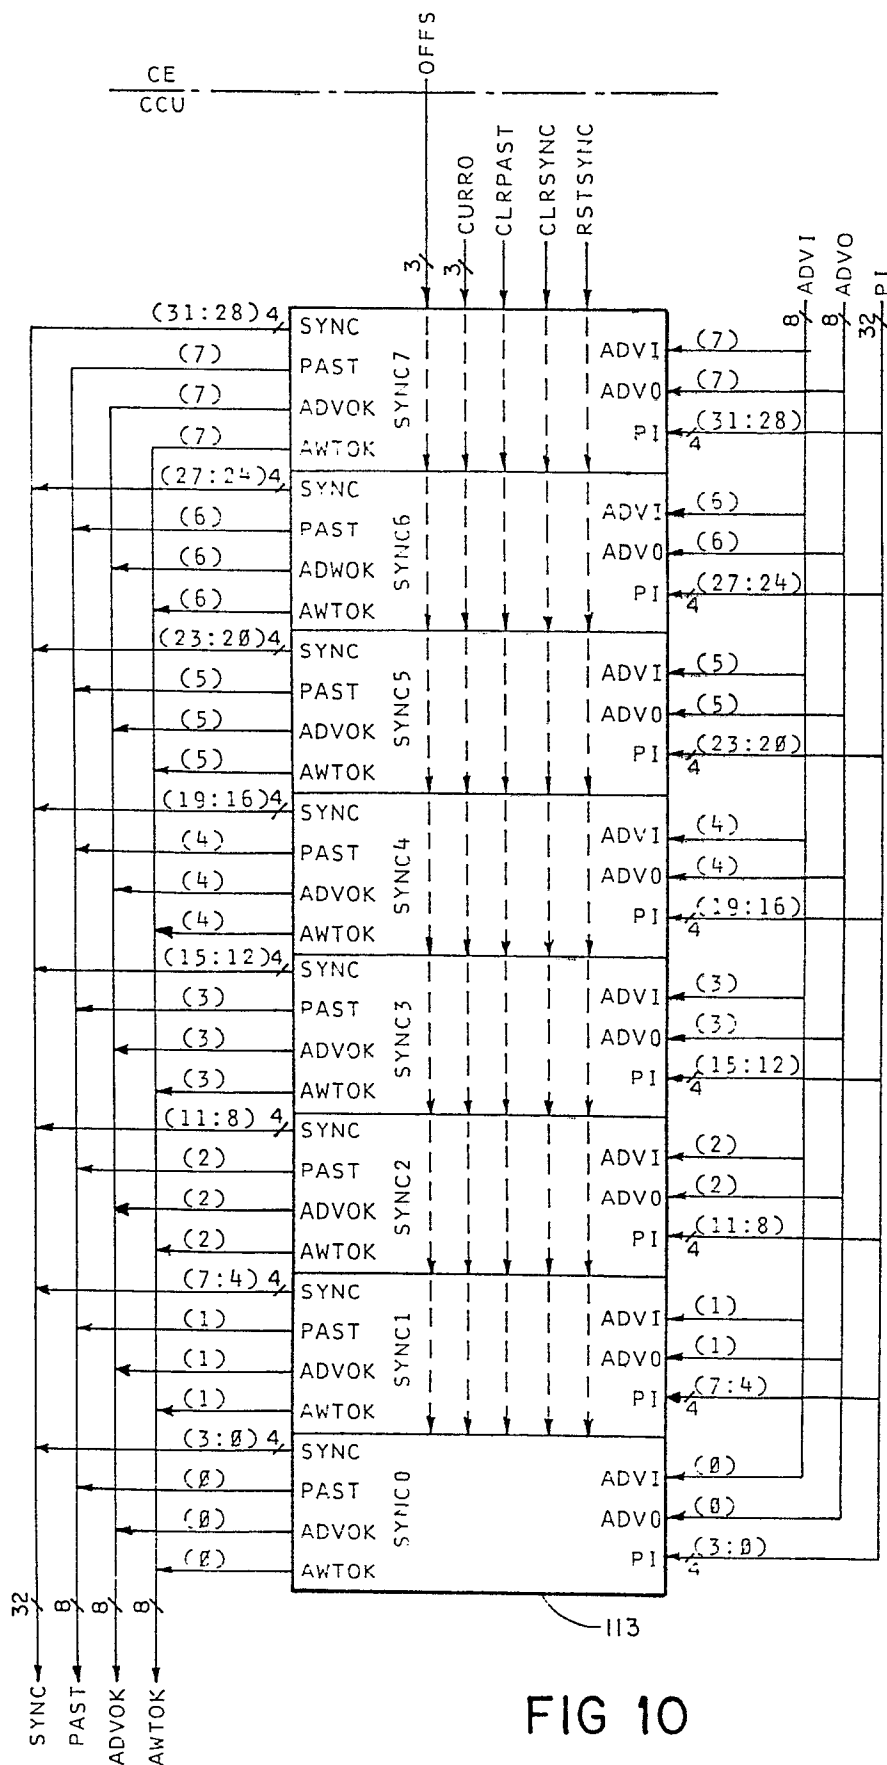 OFFS
CE
CCU
CURRO
CLRPAST
CLRSYNC
RSTSYNC
3
3
8 ADVI
8 ADVO
32 PI
(31:28) 4
SYNC
(7)
PAST
(7)
ADVOK
(7)
AWTOK
SYNC7
ADVI (7)
ADVO (7)
PI 4 (31:28)
(27:24) 4
SYNC
(6)
PAST
(6)
ADWOK
(6)
AWTOK
SYNC6
ADVI (6)
ADVO (6)
PI 4 (27:24)
(23:20) 4
SYNC
(5)
PAST
(5)
ADVOK
(5)
AWTOK
SYNC5
ADVI (5)
ADVO (5)
PI 4 (23:20)
(19:16) 4
SYNC
(4)
PAST
(4)
ADVOK
(4)
AWTOK
SYNC4
ADVI (4)
ADVO (4)
PI 4 (19:16)
(15:12) 4
SYNC
(3)
PAST
(3)
ADVOK
(3)
AWTOK
SYNC3
ADVI (3)
ADVO (3)
PI 4 (15:12)
(11:8) 4
SYNC
(2)
PAST
(2)
ADVOK
(2)
AWTOK
SYNC2
ADVI (2)
ADVO (2)
PI 4 (11:8)
(7:4) 4
SYNC
(1)
PAST
(1)
ADVOK
(1)
AWTOK
SYNC1
ADVI (1)
ADVO (1)
PI 4 (7:4)
(3:0) 4
SYNC
(0)
PAST
(0)
ADVOK
(0)
AWTOK
SYNC0
ADVI (0)
ADVO (0)
PI 4 (3:0)
32
8
8
8
SYNC
PAST
ADVOK
AWTOK
113
FIG 10